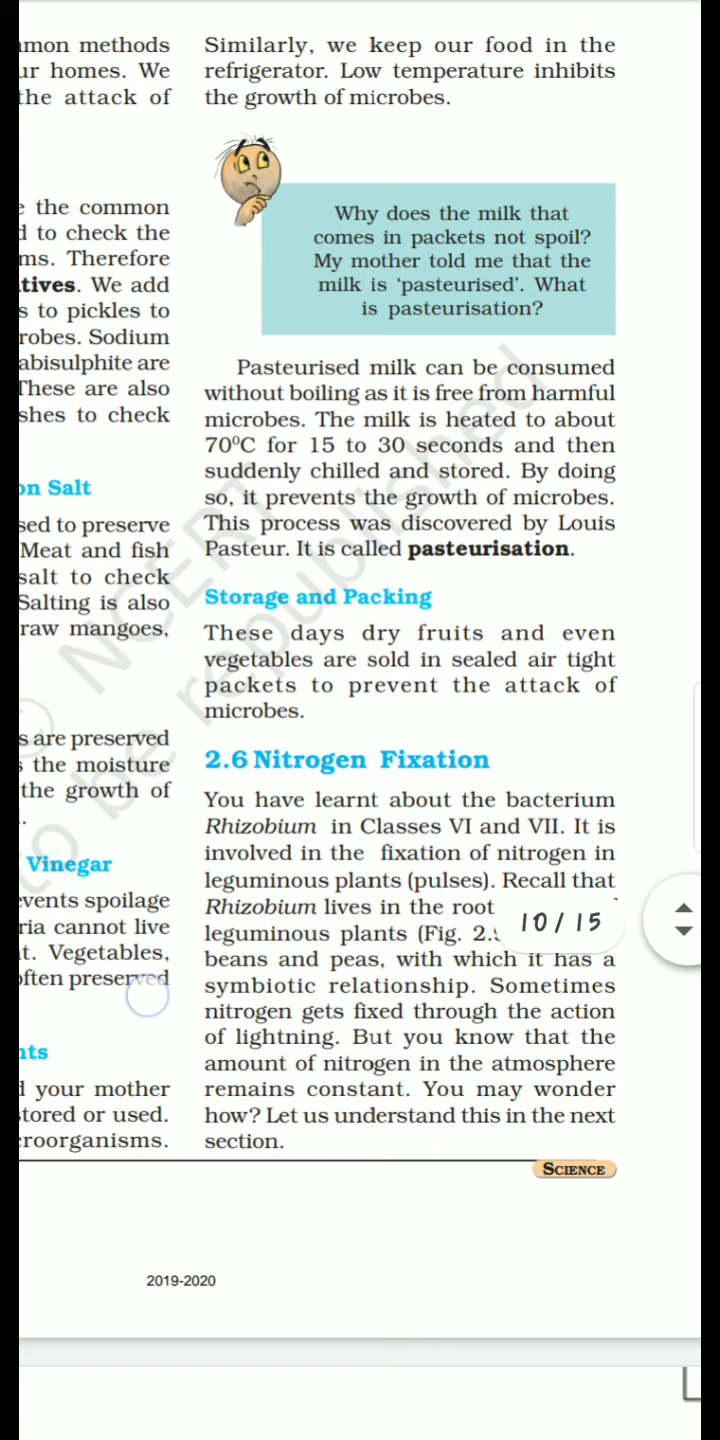 mon methods
ur homes. We
the attack of
the common
d to check the
ms. Therefore
tives. We add
s to pickles to
robes. Sodium
abisulphite are
These are also
shes to check
on Salt
sed to preserve
Meat and fish
salt to check
Salting is also
raw mangoes,
s are preserved
the moisture
the growth of
.
Vinegar
events spoilage
ria cannot live
t. Vegetables,
often preserved
nts
d your mother
tored or used.
roorganisms.
Similarly, we keep our food in the
refrigerator. Low temperature inhibits
the growth of microbes.
Why does the milk that
comes in packets not spoil?
My mother told me that the
milk is ‘pasteurised’. What
is pasteurisation?
Pasteurised milk can be consumed
without boiling as it is free from harmful
microbes. The milk is heated to about
70⁰C for 15 to 30 seconds and then
suddenly chilled and stored. By doing
so, it prevents the growth of microbes.
This process was discovered by Louis
Pasteur. It is called pasteurisation.
Storage and Packing
These days dry fruits and even
vegetables are sold in sealed air tight
packets to prevent the attack of
microbes.
2.6 Nitrogen Fixation
You have learnt about the bacterium
Rhizobium in Classes VI and VII. It is
involved in the fixation of nitrogen in
leguminous plants (pulses). Recall that
Rhizobium lives in the root
leguminous plants (Fig. 2.
beans and peas, with which it has a
symbiotic relationship. Sometimes
nitrogen gets fixed through the action
of lightning. But you know that the
amount of nitrogen in the atmosphere
remains constant. You may wonder
how? Let us understand this in the next
section.
10 / 15
SCIENCE
2019-2020
© NCERT
to be republished